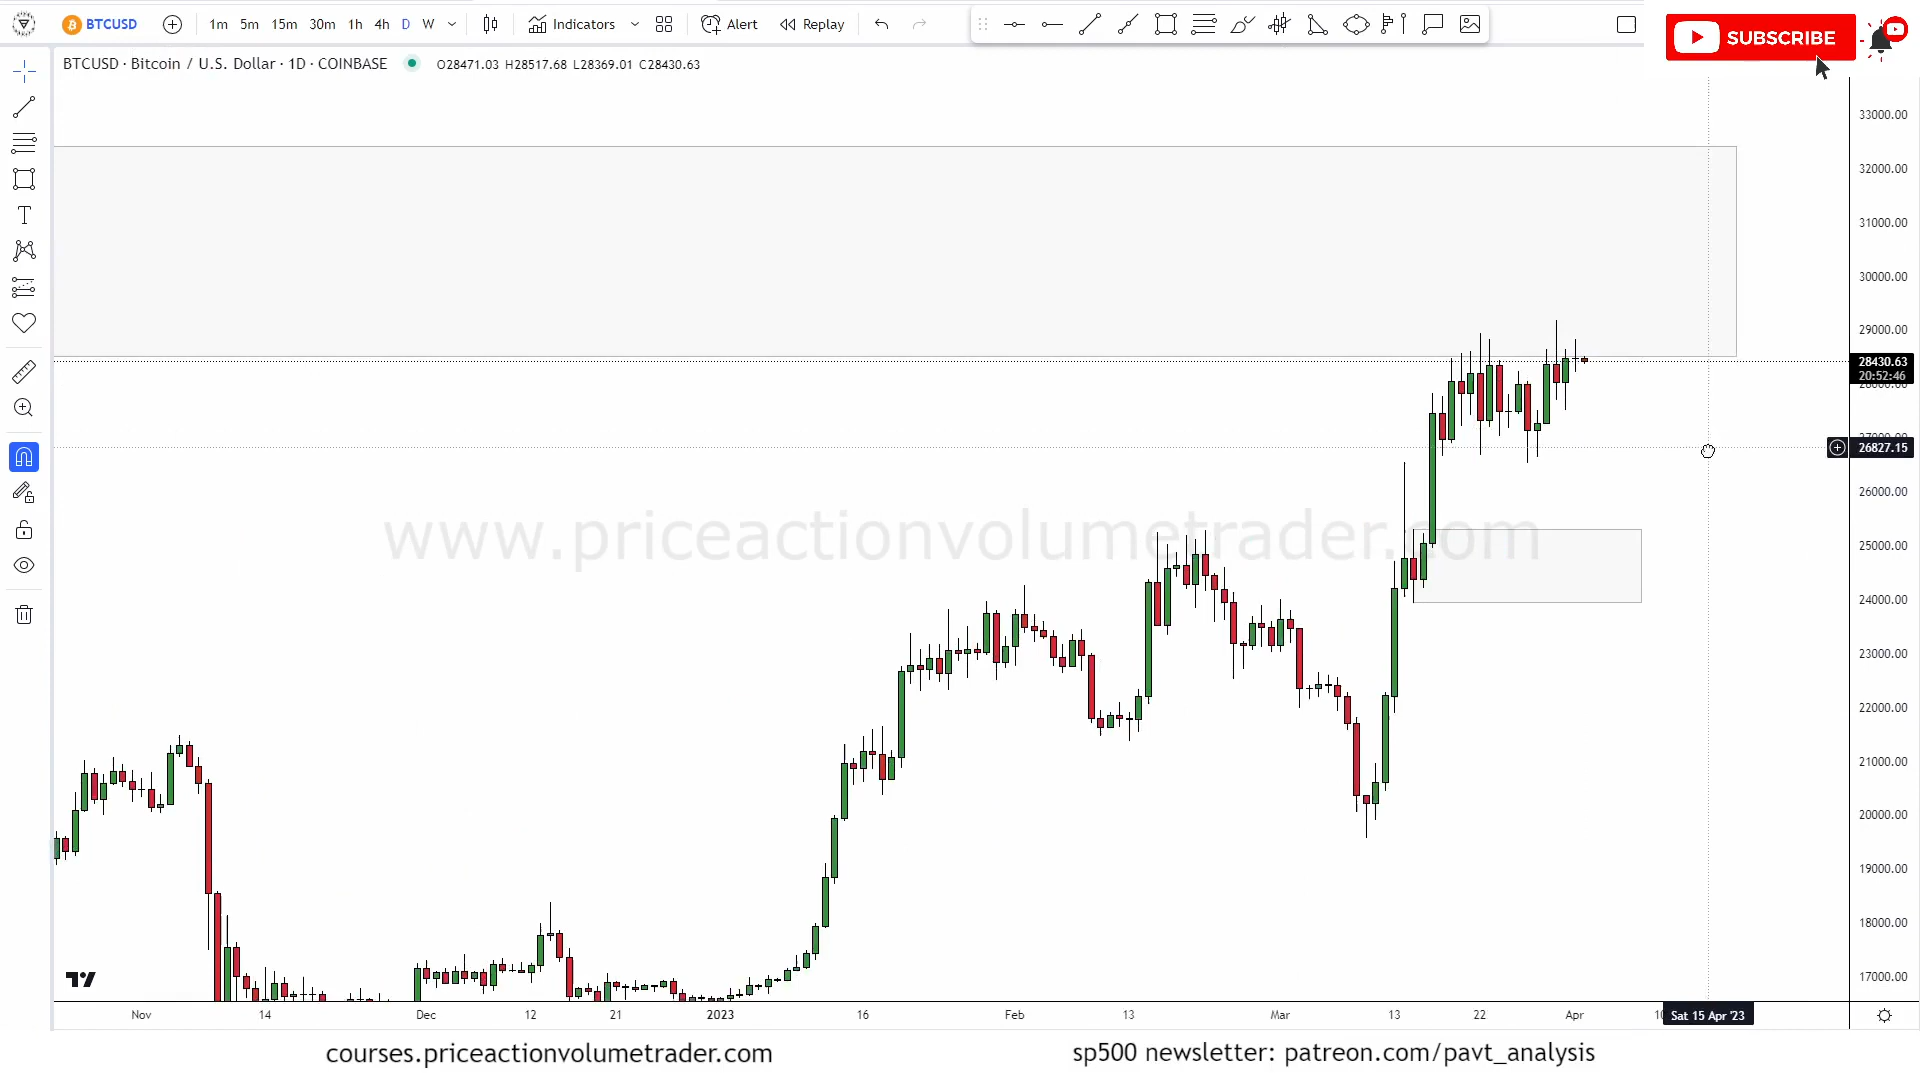 BTCUSD 1m 5m 15m 30m 1h 4h D W Indicators Alert Replay
SUBSCRIBE
BTCUSD · Bitcoin / U.S. Dollar · 1D · COINBASE O28471.03 H28517.68 L28369.01 C28430.63
33000.00
32000.00
31000.00
30000.00
29000.00
28430.63
20:52:46
28000.00
27000.00
26827.15
26000.00
www.priceactionvolumetrader.com
25000.00
24000.00
23000.00
22000.00
21000.00
20000.00
19000.00
18000.00
17000.00
Nov 14 Dec 12 21 2023 16 Feb 13 Mar 13 22 Apr Sat 15 Apr '23
courses.priceactionvolumetrader.com
sp500 newsletter: patreon.com/pavt_analysis